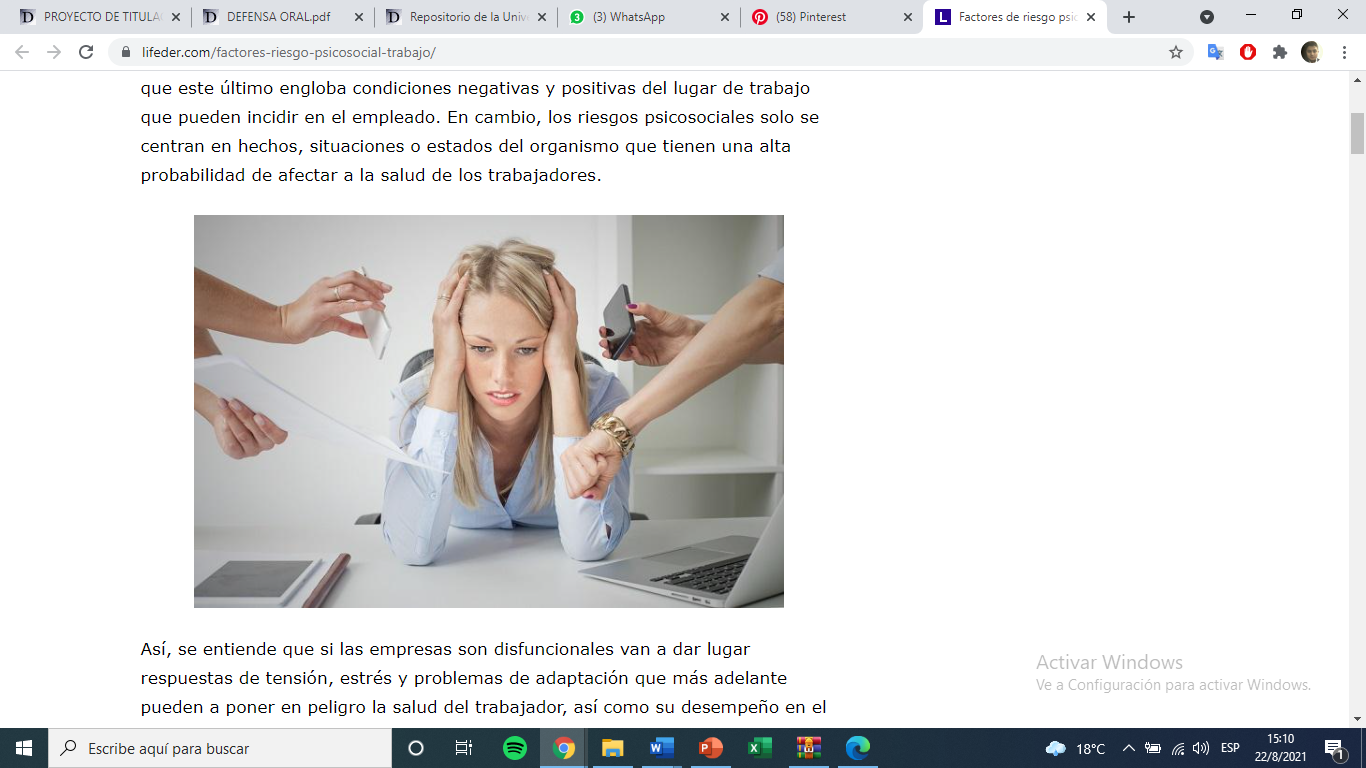 PROYECTO DE TITULA
DEFENSA ORAL.pdf
Repositorio de la Unive
(3) WhatsApp
(58) Pinterest
Factores de riesgo psic
lifeder.com/factores-riesgo-psicosocial-trabajo/
que este último engloba condiciones negativas y positivas del lugar de trabajo
que pueden incidir en el empleado. En cambio, los riesgos psicosociales solo se
centran en hechos, situaciones o estados del organismo que tienen una alta
probabilidad de afectar a la salud de los trabajadores.
Así, se entiende que si las empresas son disfuncionales van a dar lugar
respuestas de tensión, estrés y problemas de adaptación que más adelante
pueden a poner en peligro la salud del trabajador, así como su desempeño en el
Activar Windows
Ve a Configuración para activar Windows.
Escribe aquí para buscar
18°C
ESP
15:10
22/8/2021
1